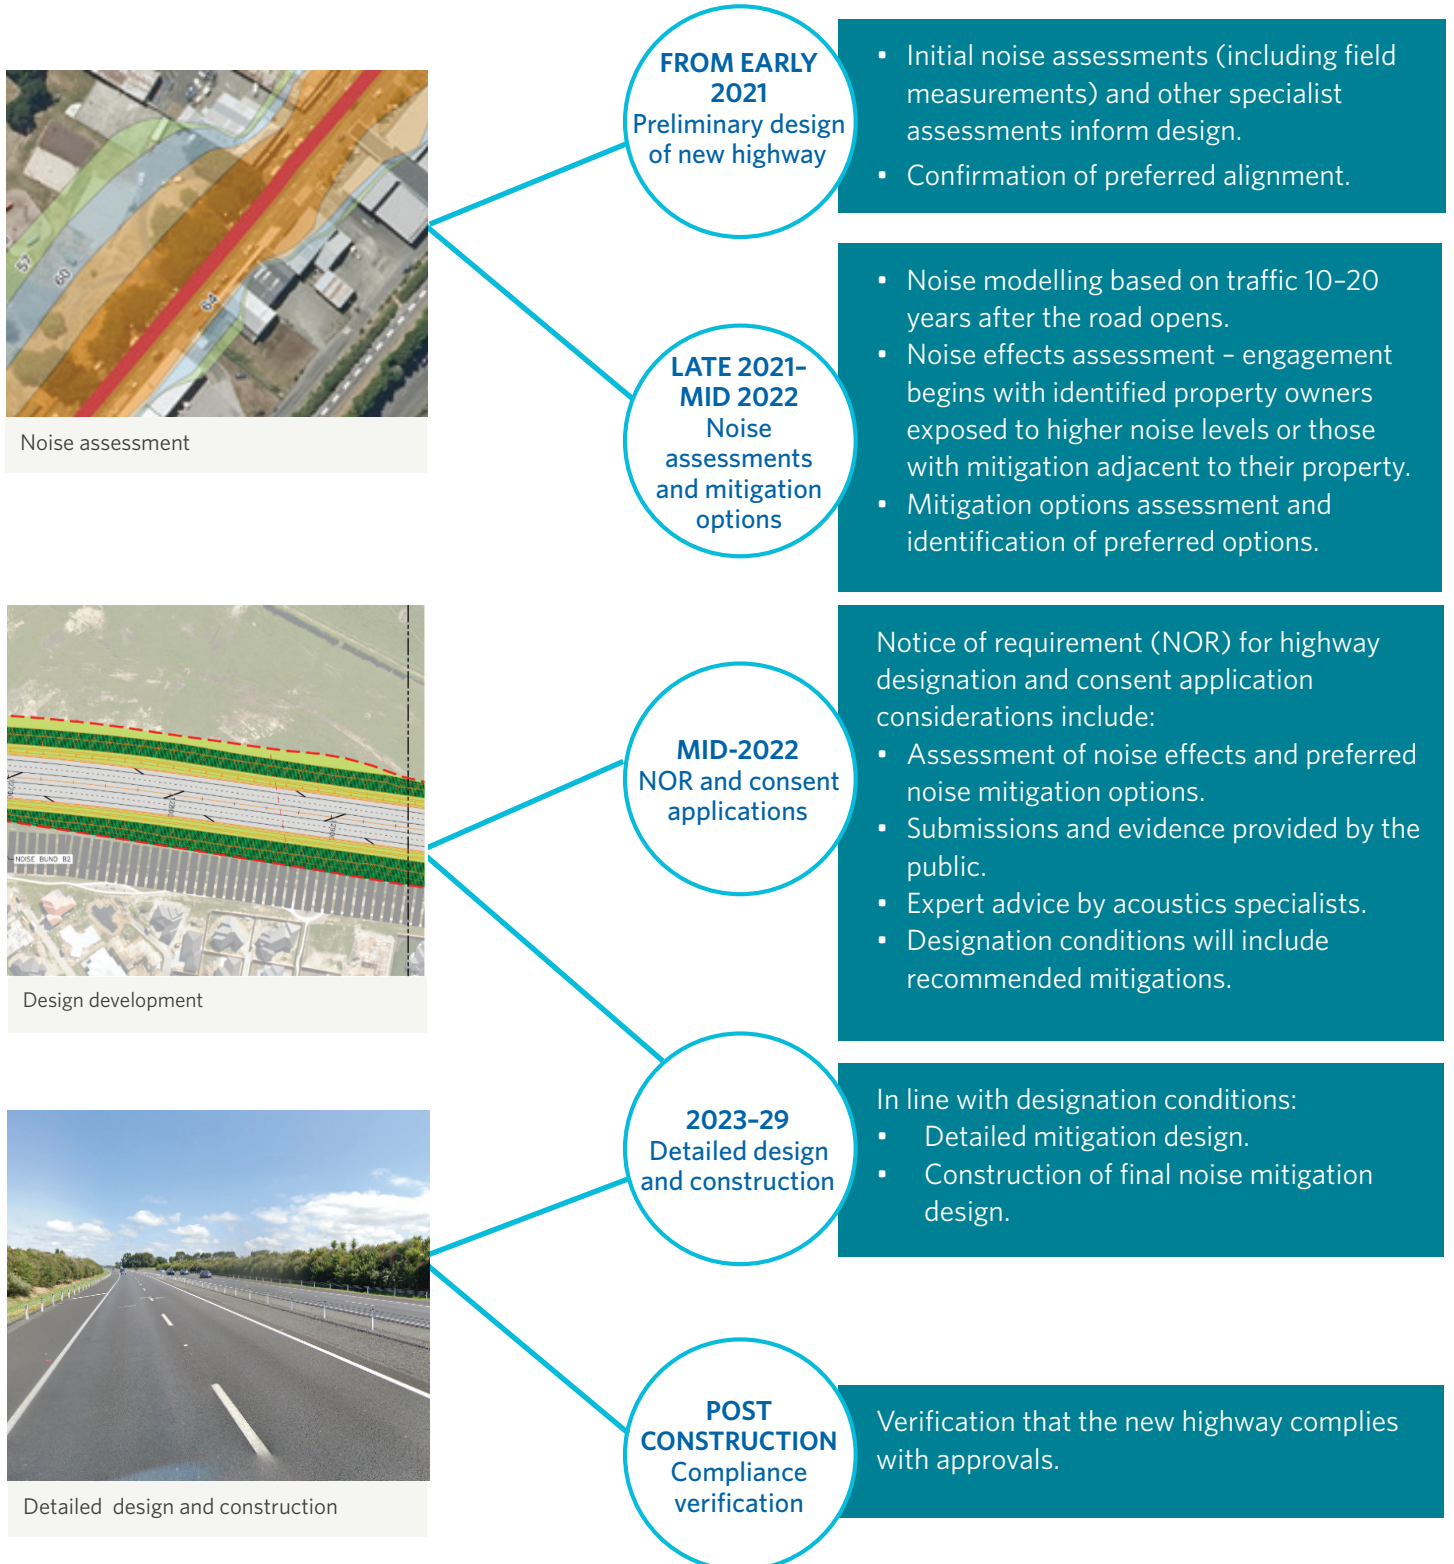 FROM EARLY
2021
Preliminary design
of new highway
• Initial noise assessments (including field
measurements) and other specialist
assessments inform design.
• Confirmation of preferred alignment.
57
60
64
Noise assessment
LATE 2021–
MID 2022
Noise
assessments
and mitigation
options
• Noise modelling based on traffic 10–20
years after the road opens.
• Noise effects assessment – engagement
begins with identified property owners
exposed to higher noise levels or those
with mitigation adjacent to their property.
• Mitigation options assessment and
identification of preferred options.
NOISE BUND B2
Design development
MID-2022
NOR and consent
applications
Notice of requirement (NOR) for highway
designation and consent application
considerations include:
• Assessment of noise effects and preferred
noise mitigation options.
• Submissions and evidence provided by the
public.
• Expert advice by acoustics specialists.
• Designation conditions will include
recommended mitigations.
2023–29
Detailed design
and construction
In line with designation conditions:
• Detailed mitigation design.
• Construction of final noise mitigation
design.
Detailed design and construction
POST
CONSTRUCTION
Compliance
verification
Verification that the new highway complies
with approvals.